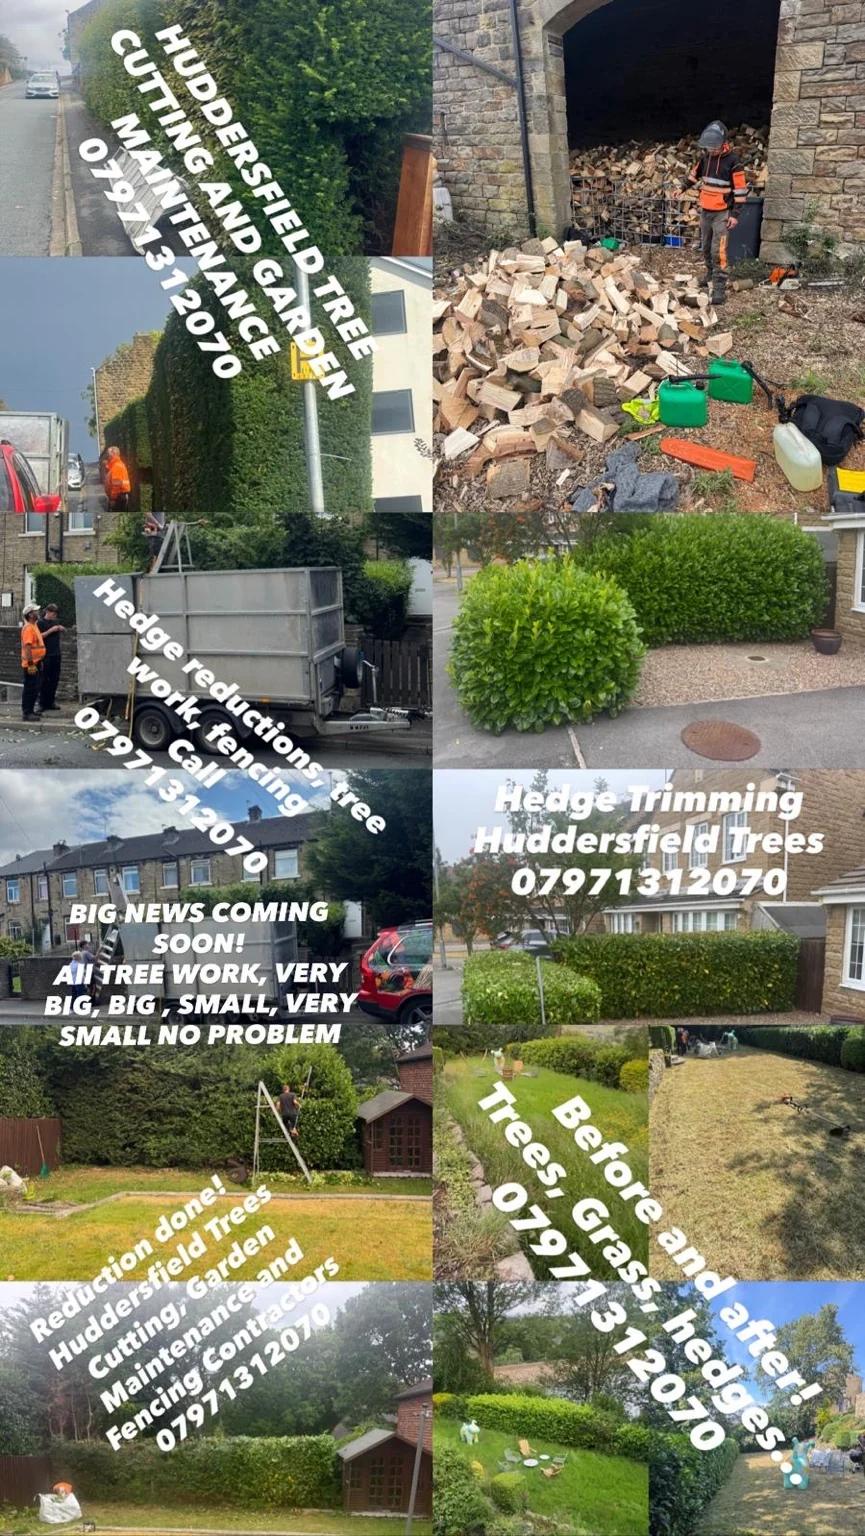 HUDDERSFIELD TREE
CUTTING AND GARDEN
MAINTENANCE
07971312070
Hedge reductions, tree
work, fencing
Call
07971312070
Hedge Trimming
Huddersfield Trees
07971312070
BIG NEWS COMING
SOON!
All TREE WORK, VERY
BIG, BIG , SMALL, VERY
SMALL NO PROBLEM
Before and after!
Trees, Grass, hedges...
07971312070
Reduction done!
Huddersfield Trees
Cutting, Garden
Maintenance and
Fencing Contractors
07971312070